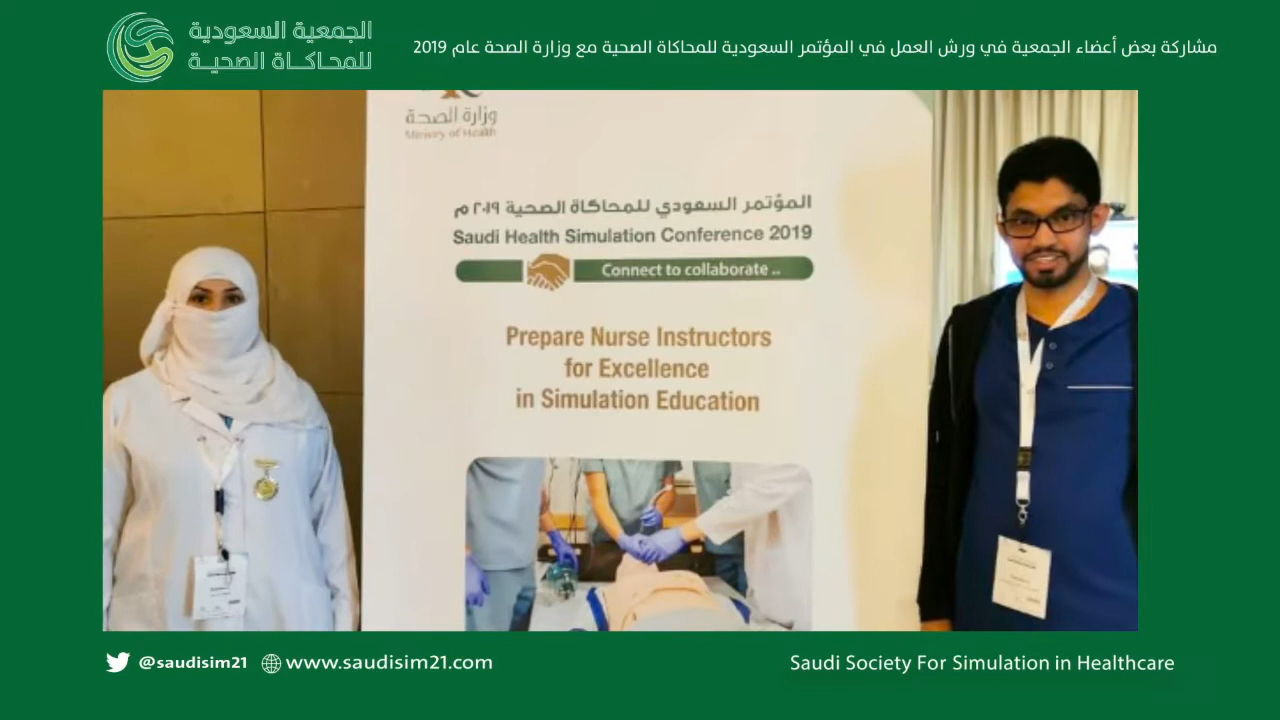 الجمعية السعودية
للمحاكاة الصحية
مشاركة بعض أعضاء الجمعية في ورش العمل في المؤتمر السعودية للمحاكاة الصحية مع وزارة الصحة عام 2019
وزارة الصحة
Ministry of Health
المؤتمر السعودي للمحاكاة الصحية ٢٠١٩ م
Saudi Health Simulation Conference 2019
Connect to collaborate ..
Prepare Nurse Instructors
for Excellence
in Simulation Education
@saudisim21 www.saudisim21.com
Saudi Society For Simulation in Healthcare